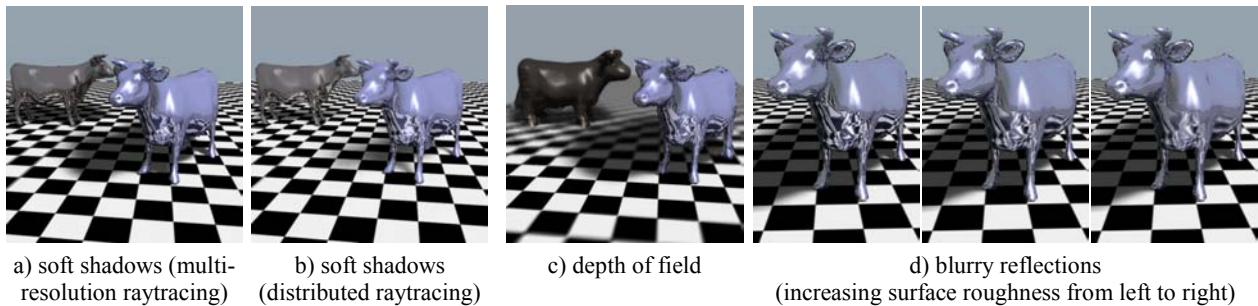 a) soft shadows (multi-
resolution raytracing)
b) soft shadows
(distributed raytracing)
c) depth of field
d) blurry reflections
(increasing surface roughness from left to right)